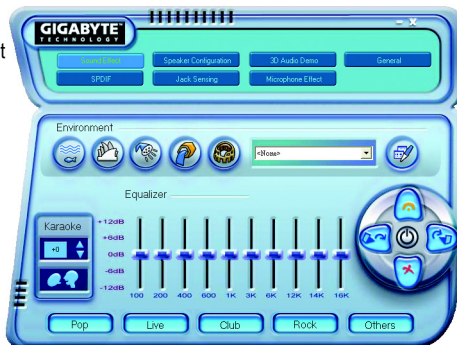 t
GIGABYTE™
TECHNOLOGY
– X
Sound Effect Speaker Configuration 3D Audio Demo General
SPDIF Jack Sensing Microphone Effect
Environment
<None>
Equalizer
Karaoke
+0
+12dB
+6dB
0dB
-6dB
-12dB
100 200 400 600 1K 3K 6K 12K 14K 16K
Pop Live Club Rock Others